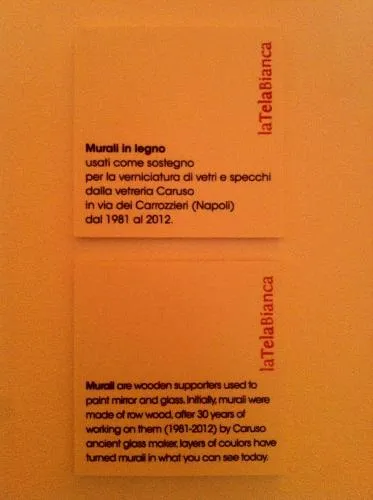 laTelaBianca
Murali in legno
usati come sostegno
per la verniciatura di vetri e specchi
dalla vetreria Caruso
in via dei Carrozzieri (Napoli)
dal 1981 al 2012.
laTelaBianca
Murali are wooden supporters used to
paint mirror and glass. Initially, murali were
made of row wood, after 30 years of
working on them (1981-2012) by Caruso
ancient glass maker, layers of coulors have
turned murali in what you can see today.